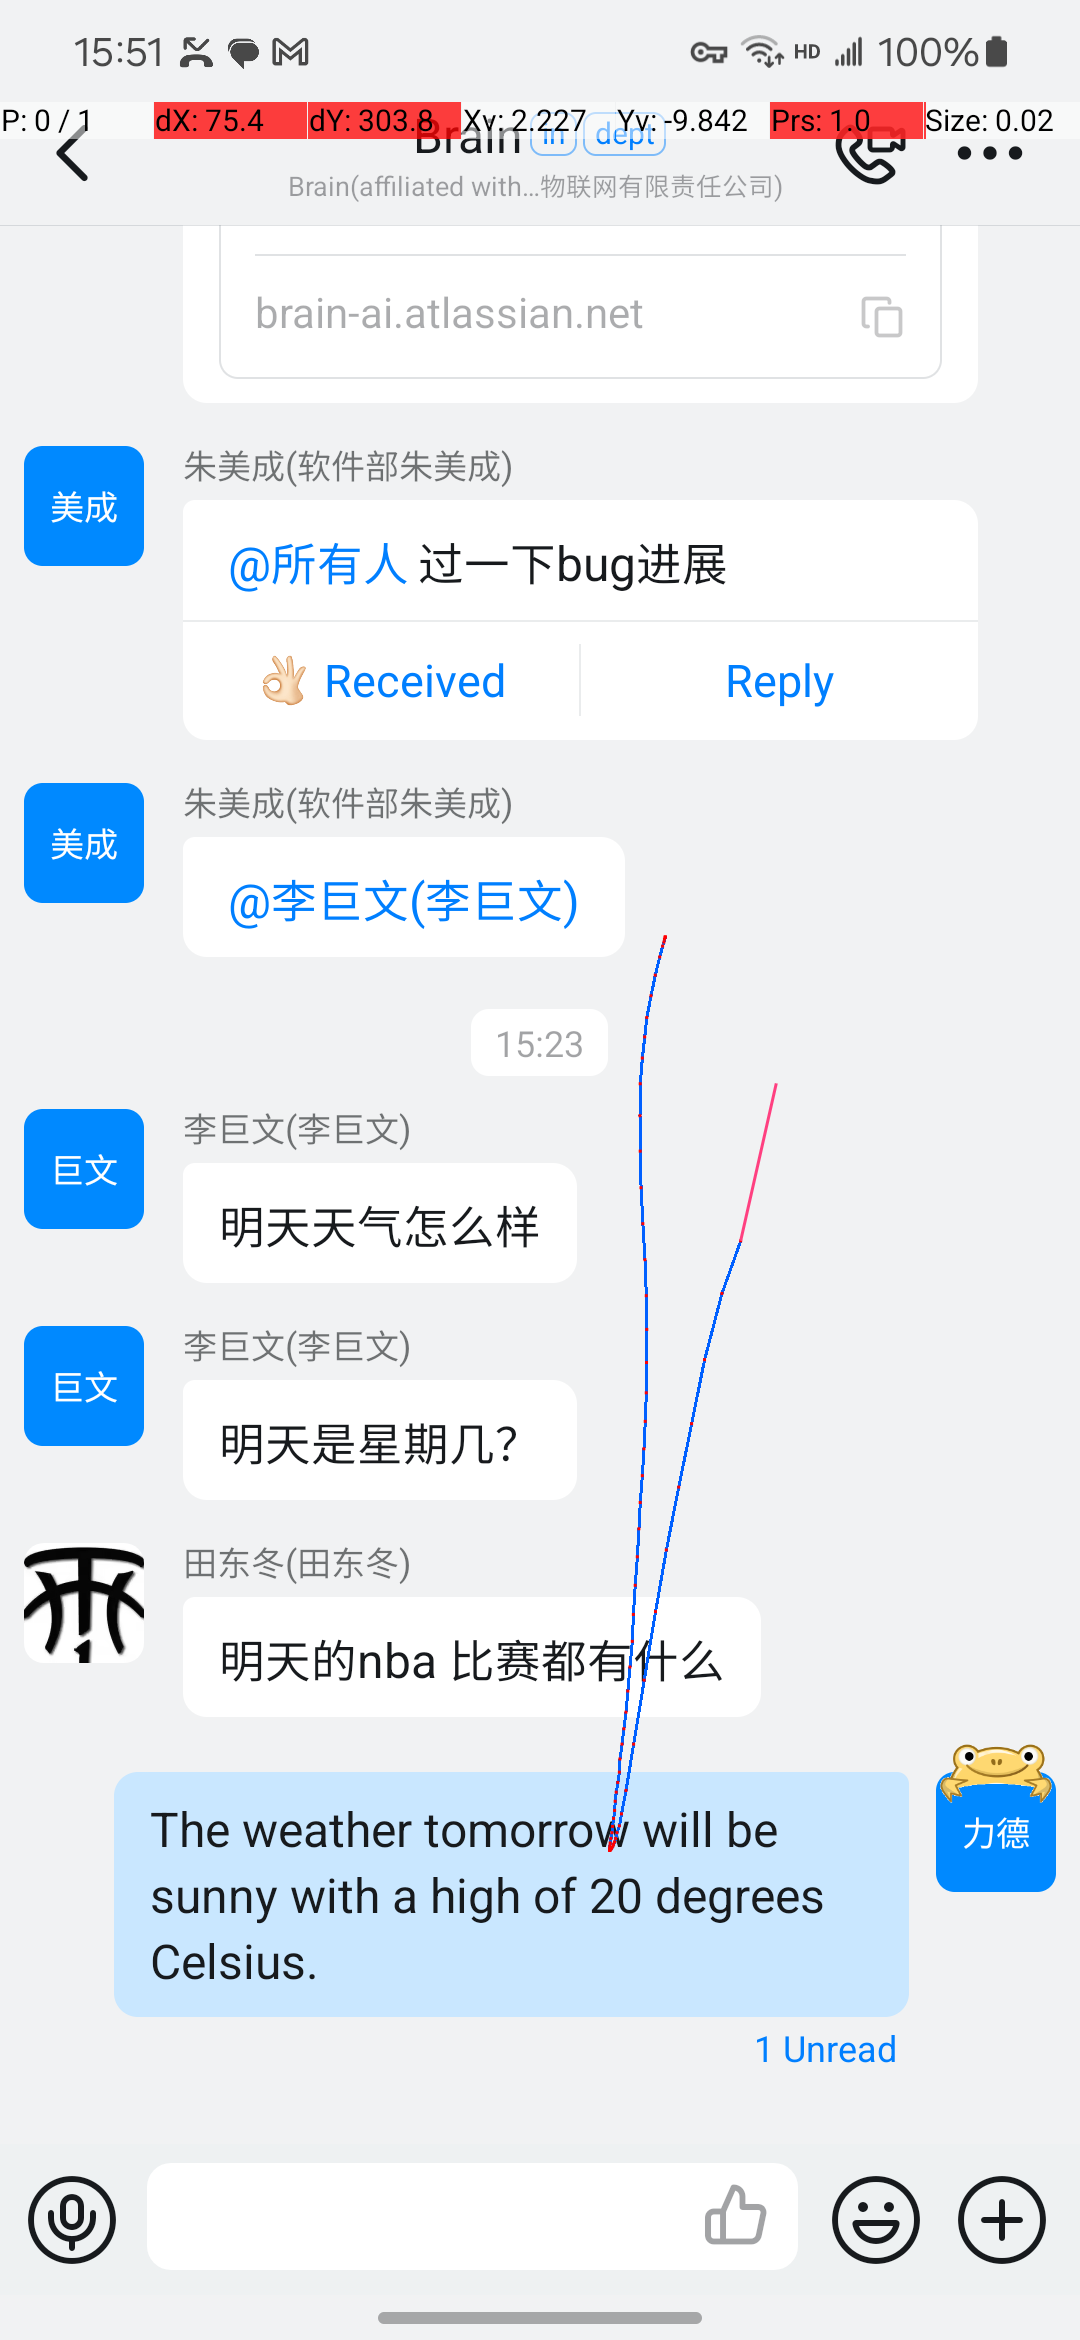 15:51 HD 100%
P: 0 / 1 dX: 75.4 dY: 303.8 Xv: 2.227 Yv: -9.842 Prs: 1.0 Size: 0.02
Brain in dept
Brain(affiliated with...物联网有限责任公司)
brain-ai.atlassian.net
朱美成(软件部朱美成)
美成
@所有人 过一下bug进展
Received Reply
朱美成(软件部朱美成)
美成
@李巨文(李巨文)
15:23
李巨文(李巨文)
巨文
明天天气怎么样
李巨文(李巨文)
巨文
明天是星期几？
田东冬(田东冬)
明天的nba 比赛都有什么
The weather tomorrow will be
力德
sunny with a high of 20 degrees
Celsius.
1 Unread